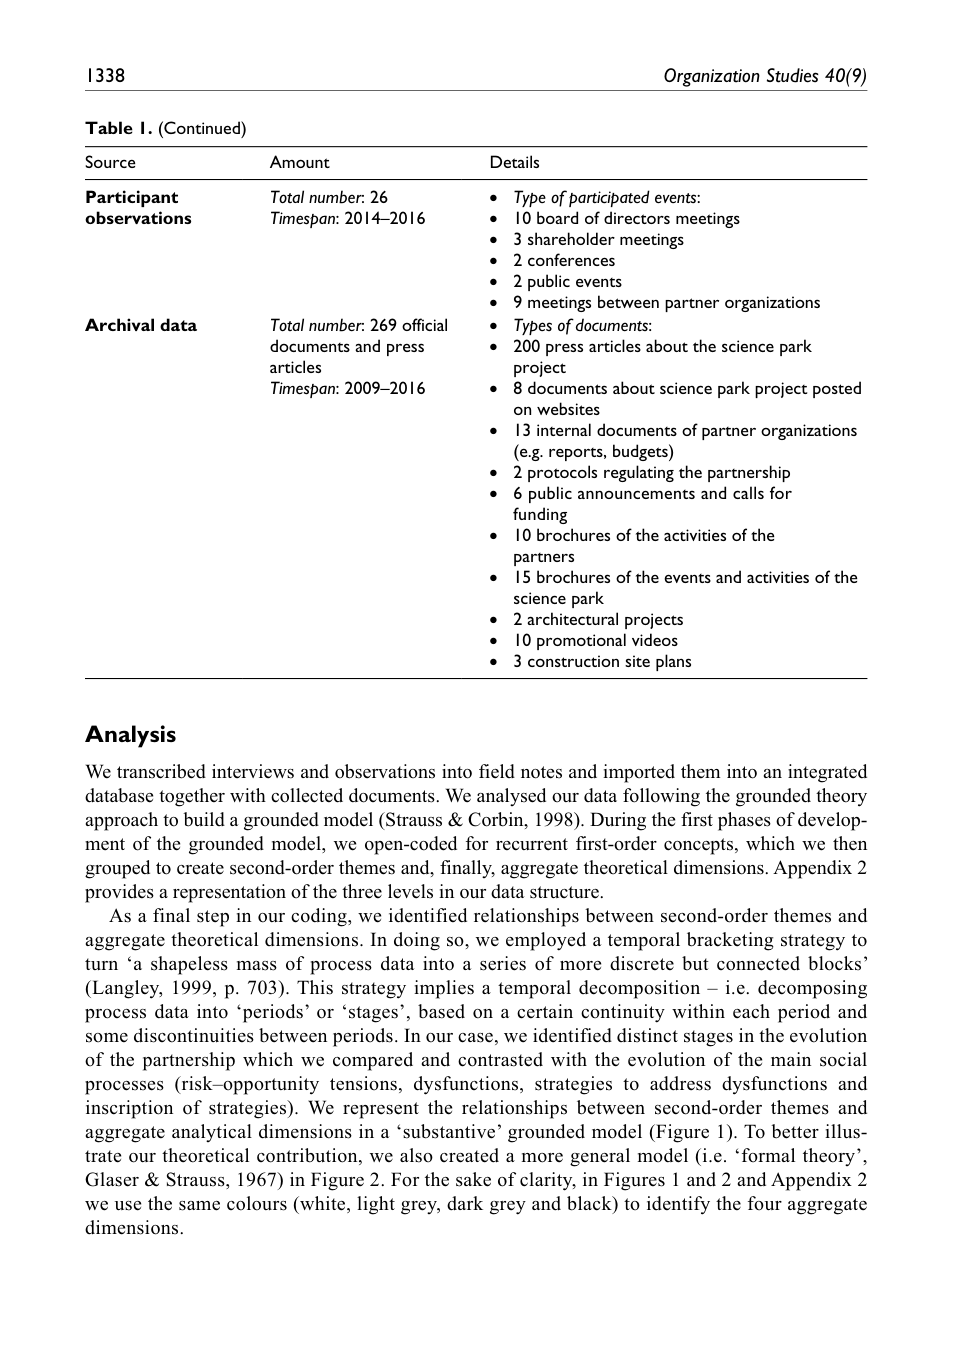 1338
Organization Studies 40(9)
Table 1. (Continued)
Source Amount Details
Participant observations
Total number: 26
Timespan: 2014–2016
• Type of participated events:
• 10 board of directors meetings
• 3 shareholder meetings
• 2 conferences
• 2 public events
• 9 meetings between partner organizations
Archival data
Total number: 269 official
documents and press
articles
Timespan: 2009–2016
• Types of documents:
• 200 press articles about the science park
project
• 8 documents about science park project posted
on websites
• 13 internal documents of partner organizations
(e.g. reports, budgets)
• 2 protocols regulating the partnership
• 6 public announcements and calls for
funding
• 10 brochures of the activities of the
partners
• 15 brochures of the events and activities of the
science park
• 2 architectural projects
• 10 promotional videos
• 3 construction site plans
Analysis
We transcribed interviews and observations into field notes and imported them into an integrated
database together with collected documents. We analysed our data following the grounded theory
approach to build a grounded model (Strauss & Corbin, 1998). During the first phases of develop-
ment of the grounded model, we open-coded for recurrent first-order concepts, which we then
grouped to create second-order themes and, finally, aggregate theoretical dimensions. Appendix 2
provides a representation of the three levels in our data structure.
As a final step in our coding, we identified relationships between second-order themes and
aggregate theoretical dimensions. In doing so, we employed a temporal bracketing strategy to
turn ‘a shapeless mass of process data into a series of more discrete but connected blocks’
(Langley, 1999, p. 703). This strategy implies a temporal decomposition – i.e. decomposing
process data into ‘periods’ or ‘stages’, based on a certain continuity within each period and
some discontinuities between periods. In our case, we identified distinct stages in the evolution
of the partnership which we compared and contrasted with the evolution of the main social
processes (risk–opportunity tensions, dysfunctions, strategies to address dysfunctions and
inscription of strategies). We represent the relationships between second-order themes and
aggregate analytical dimensions in a ‘substantive’ grounded model (Figure 1). To better illus-
trate our theoretical contribution, we also created a more general model (i.e. ‘formal theory’,
Glaser & Strauss, 1967) in Figure 2. For the sake of clarity, in Figures 1 and 2 and Appendix 2
we use the same colours (white, light grey, dark grey and black) to identify the four aggregate
dimensions.